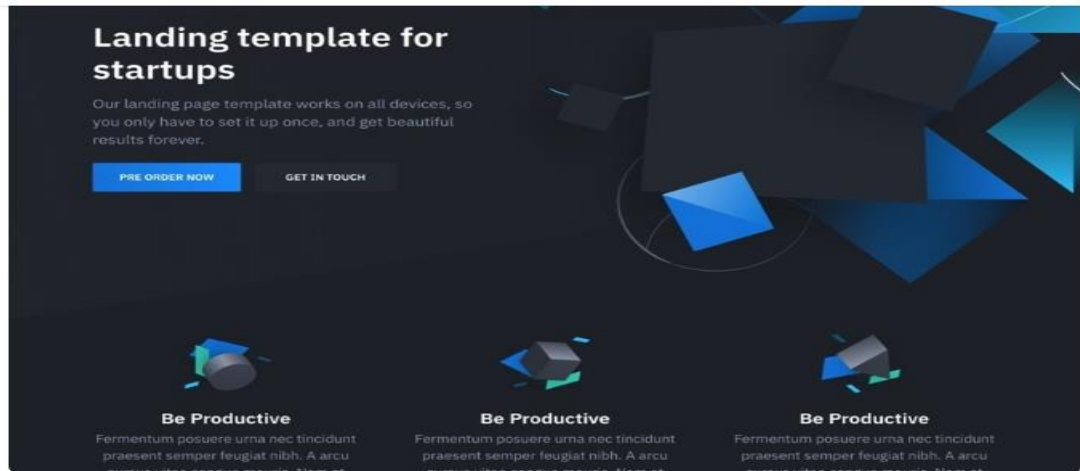 Landing template for
startups
Our landing page template works on all devices, so
you only have to set it up once, and get beautiful
results forever.
PRE ORDER NOW GET IN TOUCH
Be Productive Be Productive Be Productive
Fermentum posuere urna nec tincidunt Fermentum posuere urna nec tincidunt Fermentum posuere urna nec tincidunt
praesent semper feugiat nibh. A arcu praesent semper feugiat nibh. A arcu praesent semper feugiat nibh. A arcu